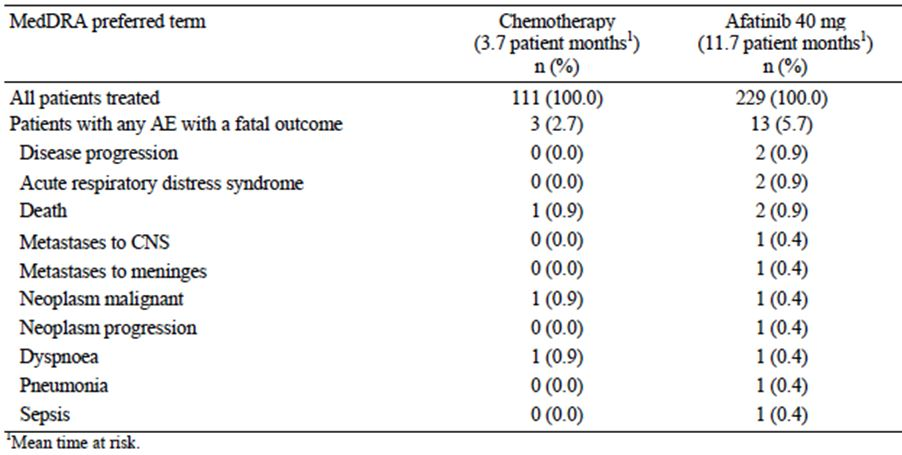 MedDRA preferred term Chemotherapy Afatinib 40 mg
(3.7 patient months¹) (11.7 patient months¹)
n (%) n (%)
All patients treated 111 (100.0) 229 (100.0)
Patients with any AE with a fatal outcome 3 (2.7) 13 (5.7)
Disease progression 0 (0.0) 2 (0.9)
Acute respiratory distress syndrome 0 (0.0) 2 (0.9)
Death 1 (0.9) 2 (0.9)
Metastases to CNS 0 (0.0) 1 (0.4)
Metastases to meninges 0 (0.0) 1 (0.4)
Neoplasm malignant 1 (0.9) 1 (0.4)
Neoplasm progression 0 (0.0) 1 (0.4)
Dyspnoea 1 (0.9) 1 (0.4)
Pneumonia 0 (0.0) 1 (0.4)
Sepsis 0 (0.0) 1 (0.4)
¹Mean time at risk.